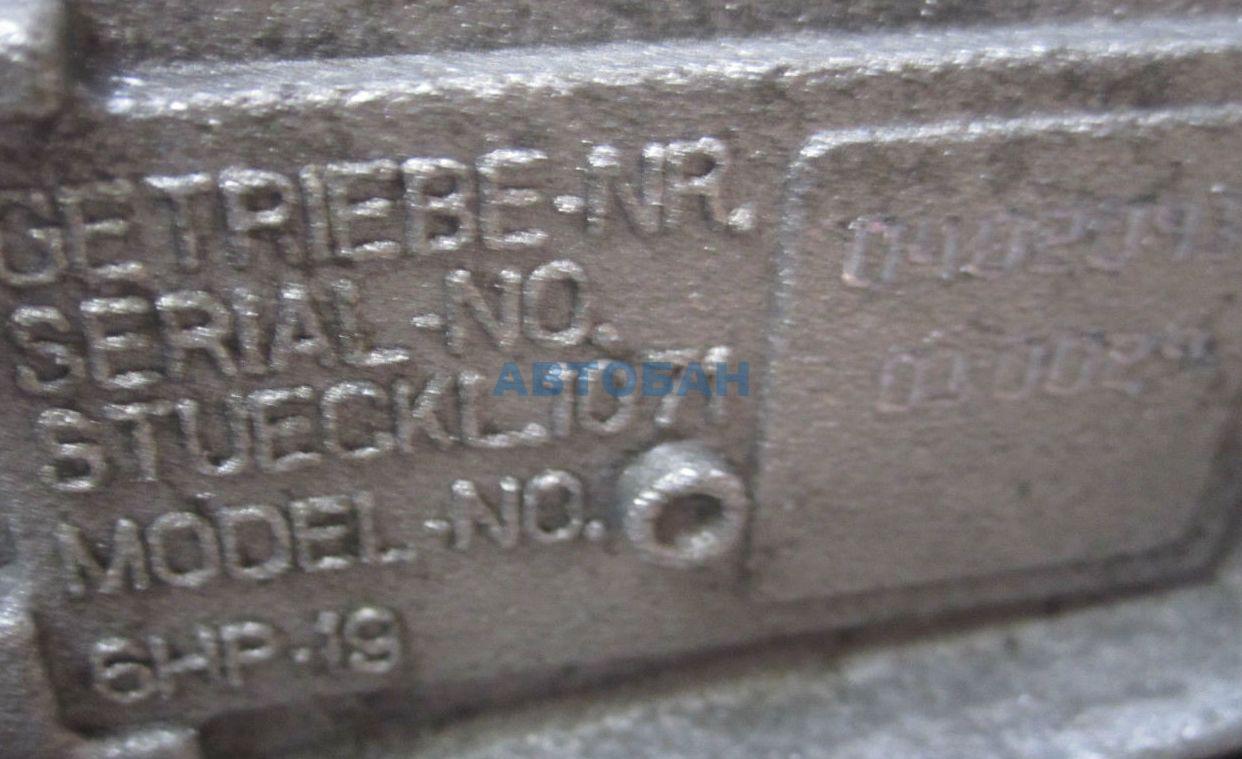 GETRIEBE-NR.
SERIAL-NO.
STUECKL.1071
MODEL-NO.
6HP-19
АВТОБАН